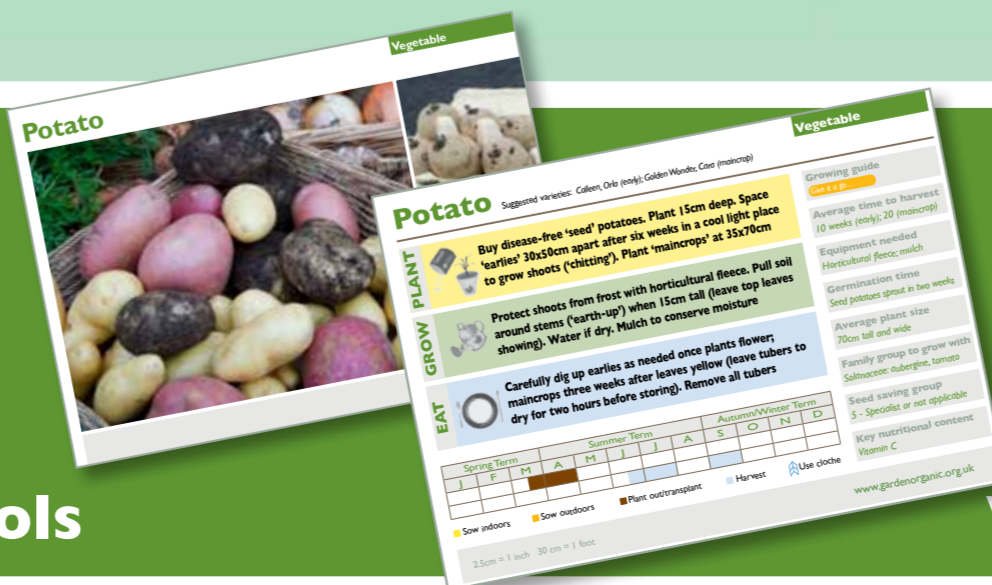 Vegetable
Potato
Vegetable
Potato
Suggested varieties: Colleen, Orla (early); Golden Wonder, Cara (maincrop)
PLANT
Buy disease-free ‘seed’ potatoes. Plant 15cm deep. Space
‘earlies’ 30x50cm apart after six weeks in a cool light place
to grow shoots (‘chitting’). Plant ‘maincrops’ at 35x70cm
GROW
Protect shoots from frost with horticultural fleece. Pull soil
around stems (‘earth-up’) when 15cm tall (leave top leaves
showing). Water if dry. Mulch to conserve moisture
EAT
Carefully dig up earlies as needed once plants flower;
maincrops three weeks after leaves yellow (leave tubers to
dry for two hours before storing). Remove all tubers
Spring Term Summer Term Autumn/Winter Term
J F M A M J J A S O N D
Sow indoors Sow outdoors Plant out/transplant Harvest Use cloche
Growing guide
Give it a go...
Average time to harvest
10 weeks (early); 20 (maincrop)
Equipment needed
Horticultural fleece; mulch
Germination time
Seed potatoes sprout in two weeks
Average plant size
70cm tall and wide
Family group to grow with
Solanaceae: aubergine, tomato
Seed saving group
5 - Specialist or not applicable
Key nutritional content
Vitamin C
2.5cm = 1 inch 30 cm = 1 foot
www.gardenorganic.org.uk
ols